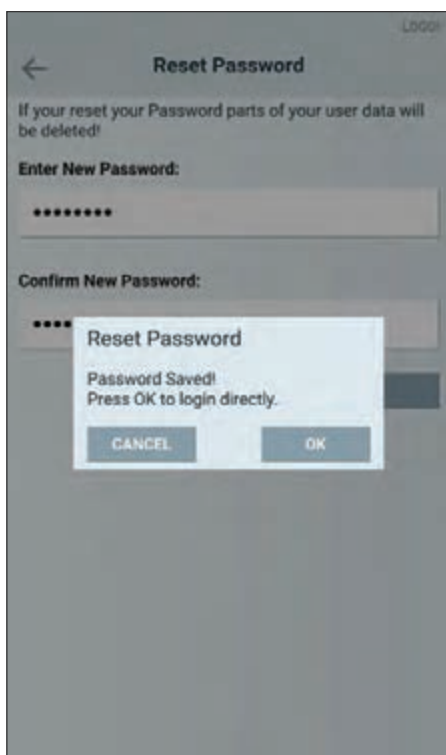 Reset Password
If your reset your Password parts of your user data will
be deleted!
Enter New Password:
••••••••
Confirm New Password:
••••
Reset Password
Password Saved!
Press OK to login directly.
CANCEL
OK